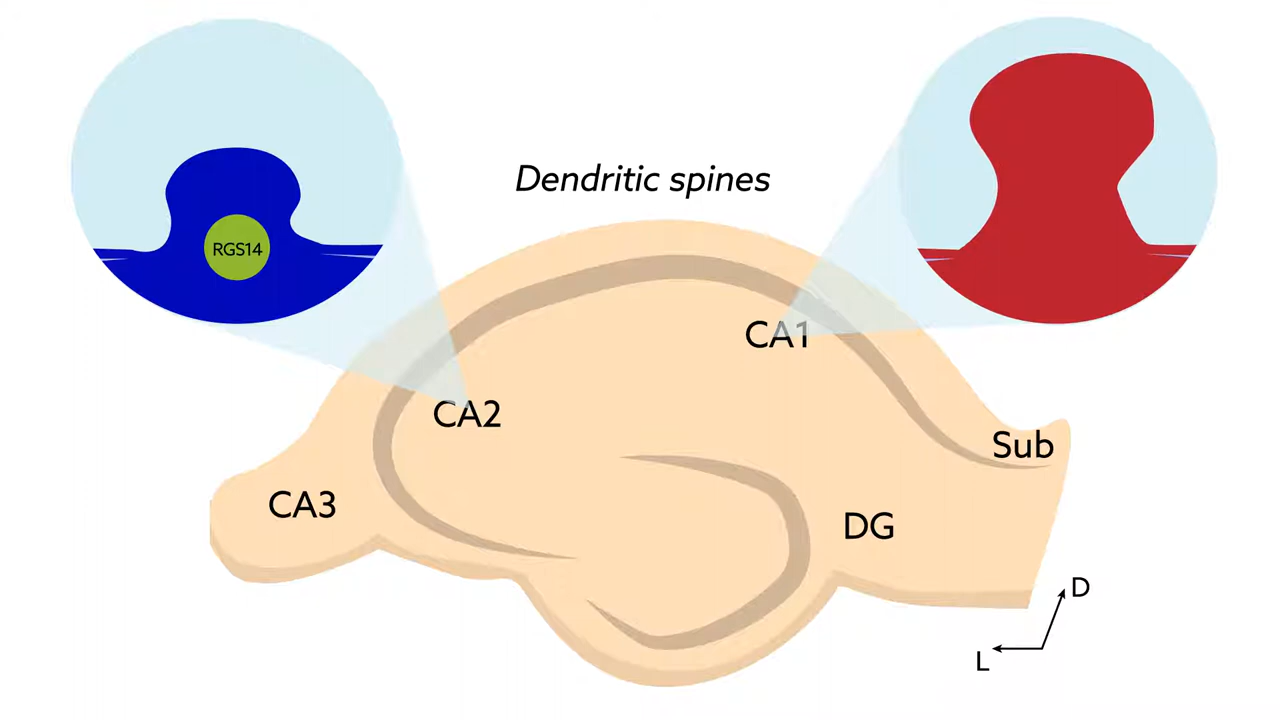 Dendritic spines
RGS14
CA1
CA2
Sub
CA3
DG
D
L